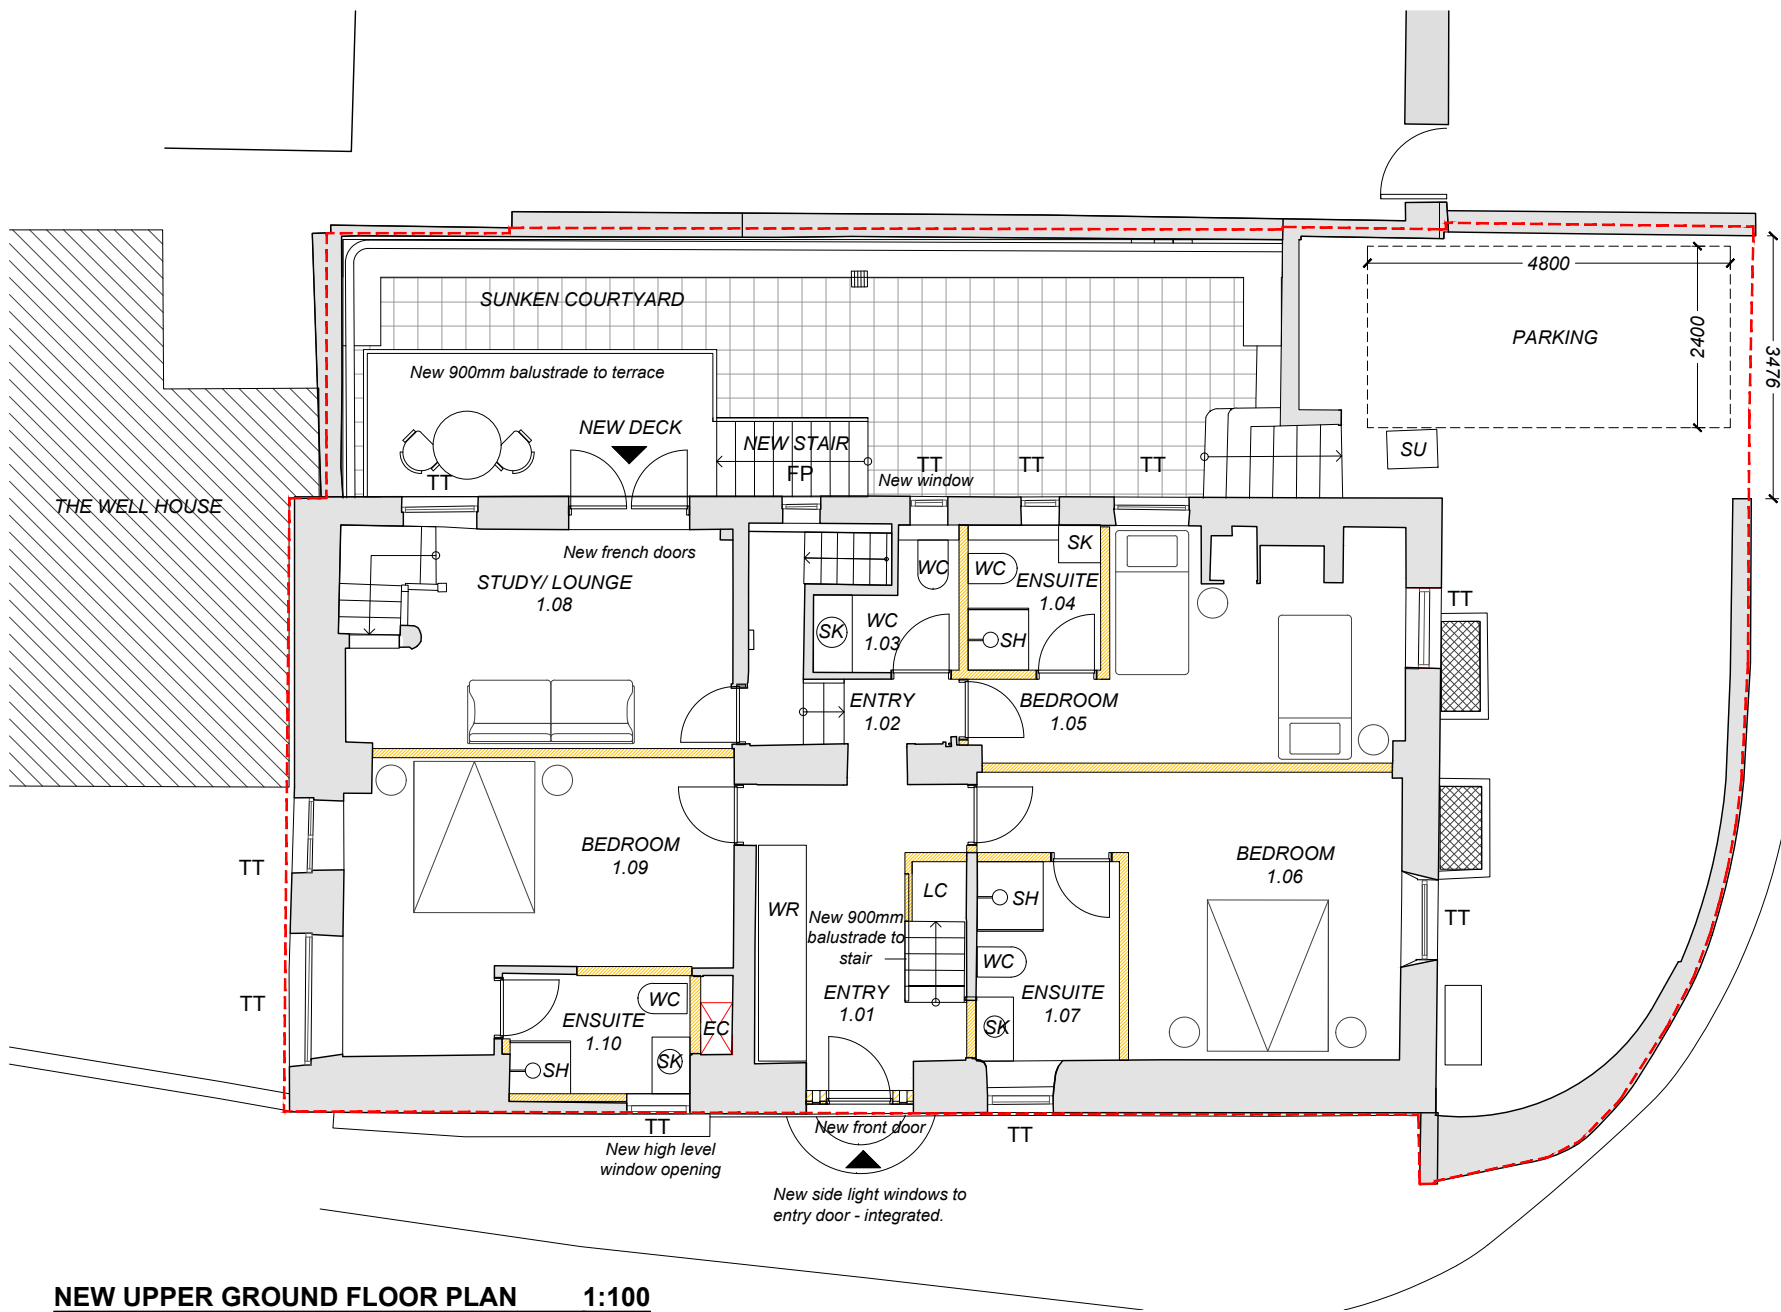 4800
SUNKEN COURTYARD
PARKING
2400
3476
New 900mm balustrade to terrace
NEW DECK
NEW STAIR
FP
TT
TT
TT
TT
SU
New window
THE WELL HOUSE
New french doors
STUDY/ LOUNGE
1.08
WC
SK
WC
ENSUITE
1.04
SK
WC
1.03
SH
TT
ENTRY
1.02
BEDROOM
1.05
BEDROOM
1.09
BEDROOM
1.06
TT
WR
LC
SH
New 900mm
balustrade to
stair
TT
WC
TT
ENTRY
1.01
ENSUITE
1.07
WC
ENSUITE
1.10
EC
SK
SH
SK
TT
New front door
TT
New high level
window opening
New side light windows to
entry door - integrated.
NEW UPPER GROUND FLOOR PLAN 1:100